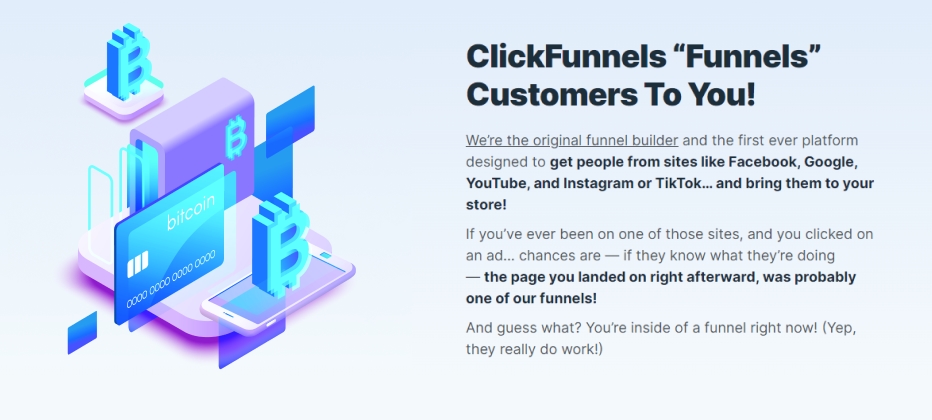 ClickFunnels “Funnels”
Customers To You!
We’re the original funnel builder and the first ever platform
designed to get people from sites like Facebook, Google,
YouTube, and Instagram or TikTok... and bring them to your
store!
If you’ve ever been on one of those sites, and you clicked on
an ad... chances are — if they know what they’re doing
— the page you landed on right afterward, was probably
one of our funnels!
And guess what? You’re inside of a funnel right now! (Yep,
they really do work!)
bitcoin
0000 0000 0000 0000